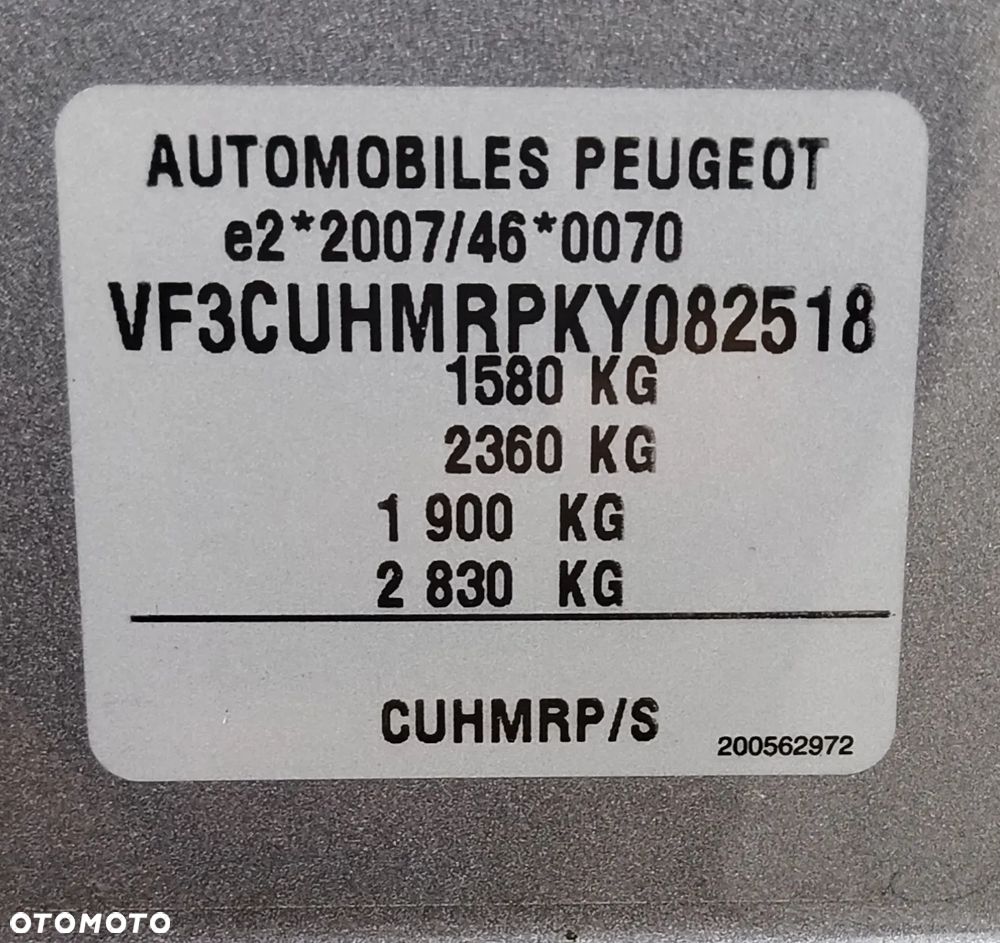 AUTOMOBILES PEUGEOT
e2*2007/46*0070
VF3CUHMRPKY082518
1580 KG
2360 KG
1 900 KG
2 830 KG
CUHMRP/S
200562972
OTOMOTO